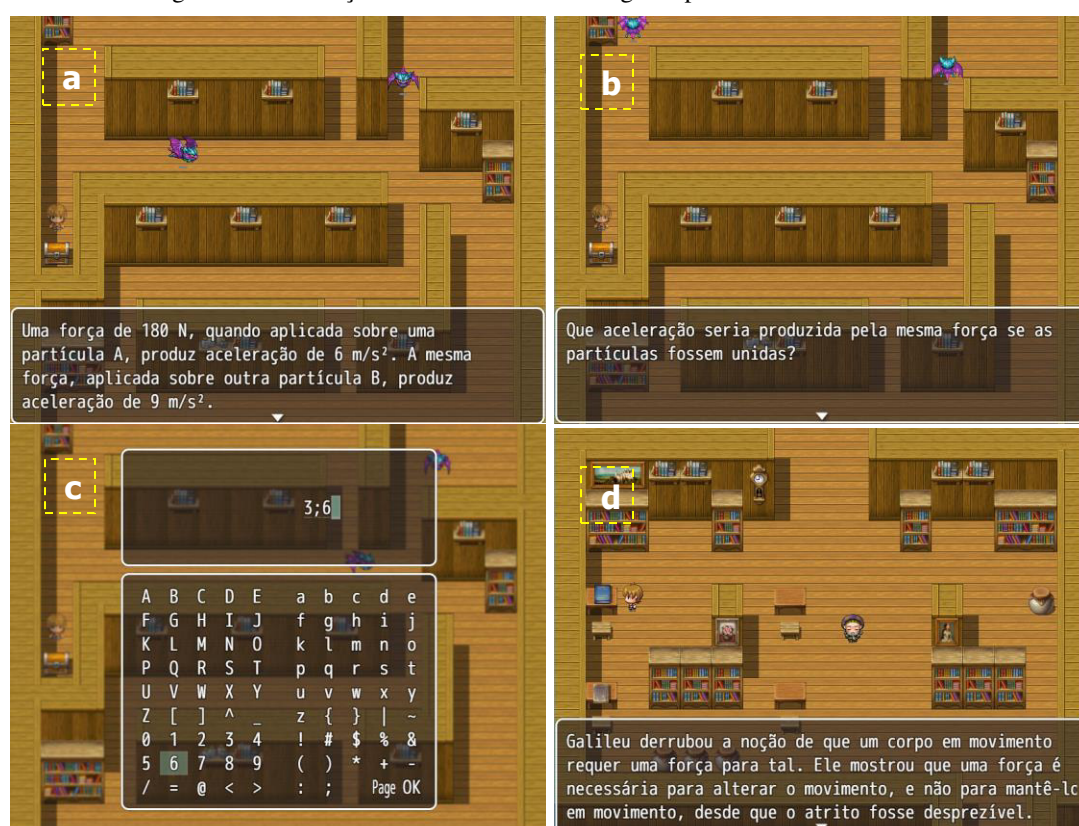 a
Uma força de 180 N, quando aplicada sobre uma
partícula A, produz aceleração de 6 m/s². A mesma
força, aplicada sobre outra partícula B, produz
aceleração de 9 m/s².
b
Que aceleração seria produzida pela mesma força se as
partículas fossem unidas?
c
3;6
A B C D E a b c d e
F G H I J f g h i j
K L M N O k l m n o
P Q R S T p q r s t
U V W X Y u v w x y
Z [ ] ^ _ z { } | ~
0 1 2 3 4 ! # $ % &
5 6 7 8 9 ( ) * + -
/ = @ < > : ; Page OK
d
Galileu derrubou a noção de que um corpo em movimento
requer uma força para tal. Ele mostrou que uma força é
necessária para alterar o movimento, e não para mantê-lo
em movimento, desde que o atrito fosse desprezível.